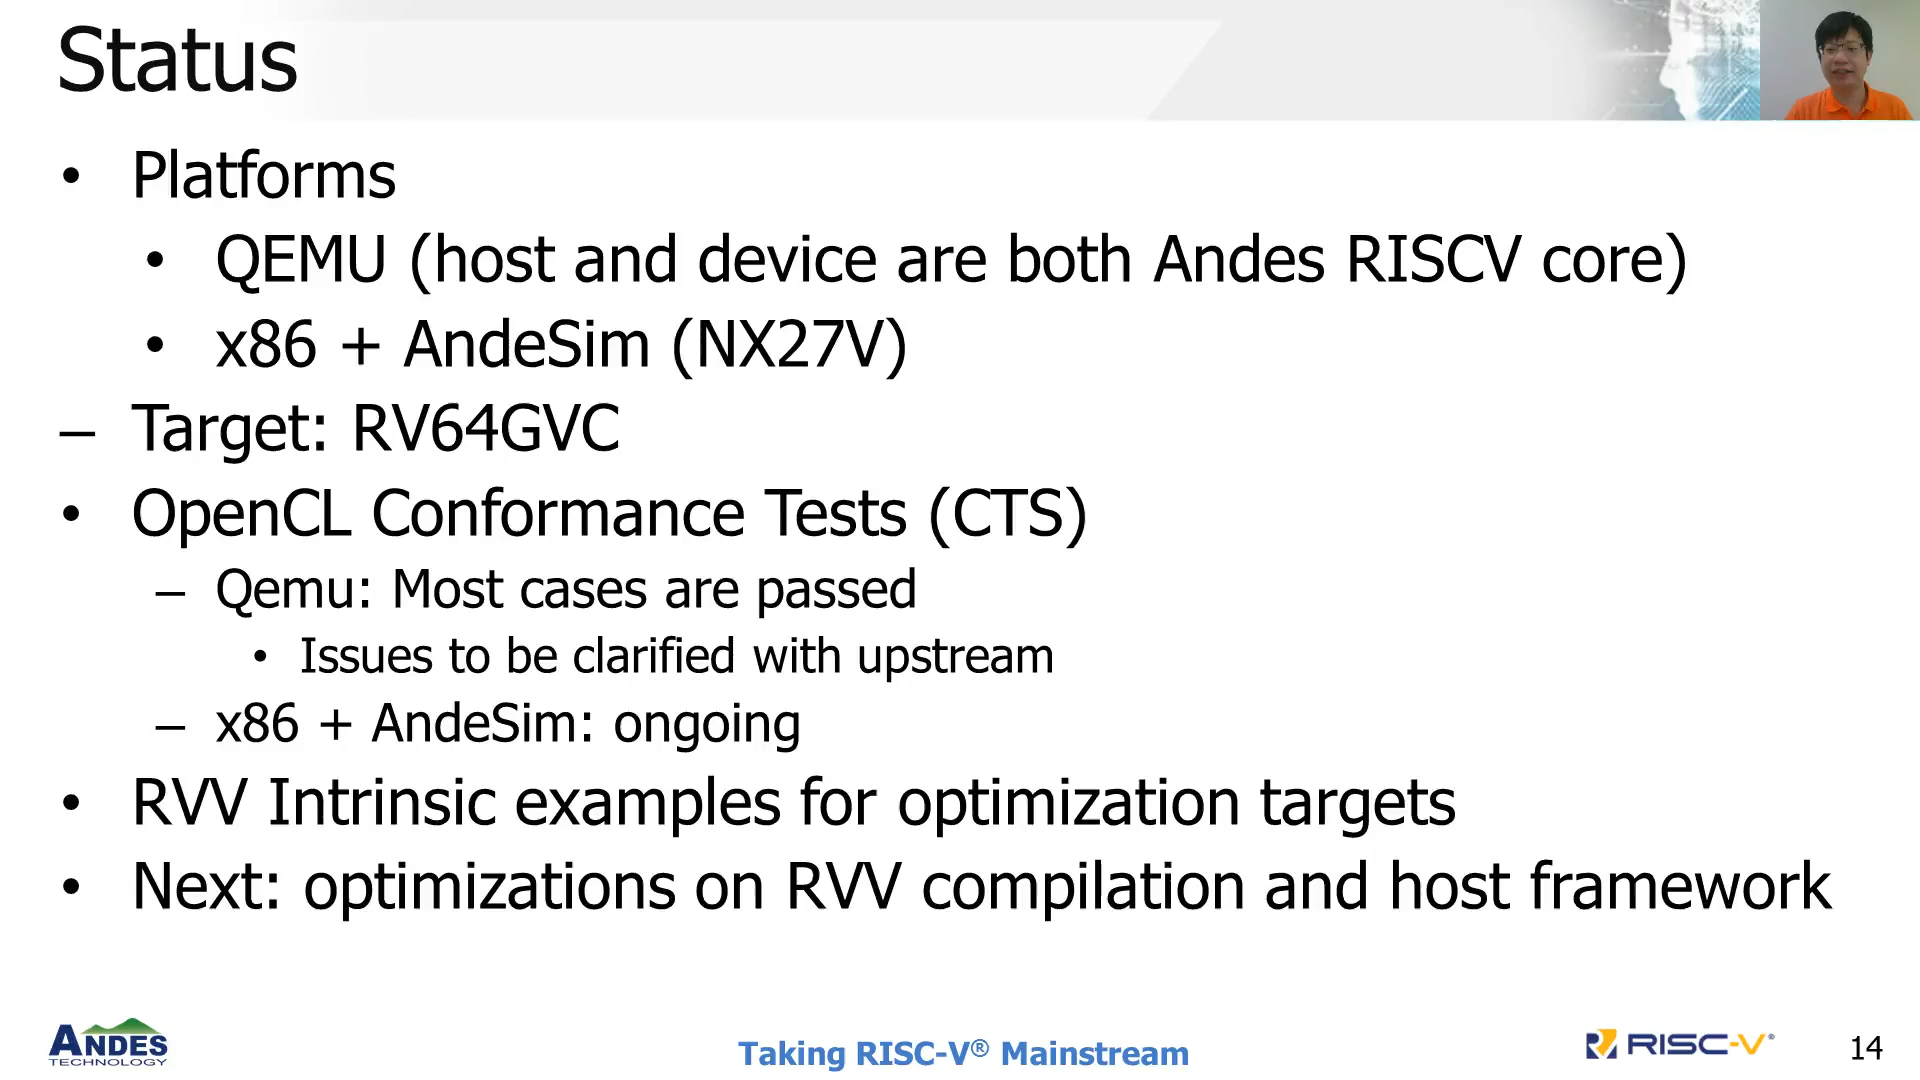 Status
• Platforms
• QEMU (host and device are both Andes RISCV core)
• x86 + AndeSim (NX27V)
– Target: RV64GVC
• OpenCL Conformance Tests (CTS)
– Qemu: Most cases are passed
• Issues to be clarified with upstream
– x86 + AndeSim: ongoing
• RVV Intrinsic examples for optimization targets
• Next: optimizations on RVV compilation and host framework
ANDES
TECHNOLOGY
Taking RISC-V® Mainstream
RISC-V®
14